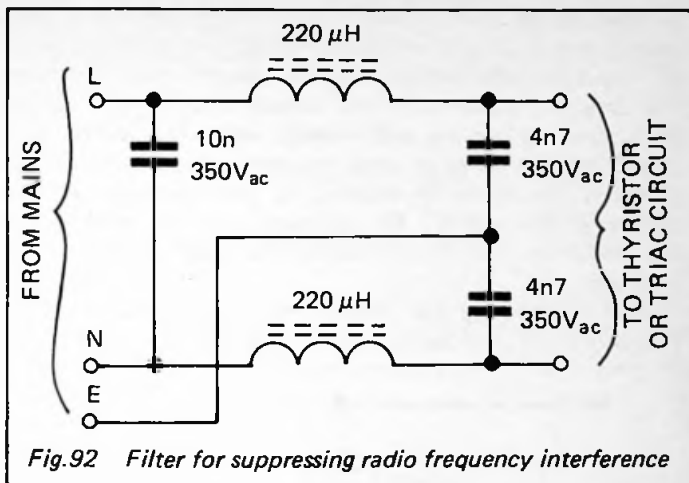 220 μH
L
10n
350Vac
4n7
350Vac
FROM MAINS
TO THYRISTOR
OR TRIAC CIRCUIT
220 μH
4n7
350Vac
N
E
Fig.92 Filter for suppressing radio frequency interference